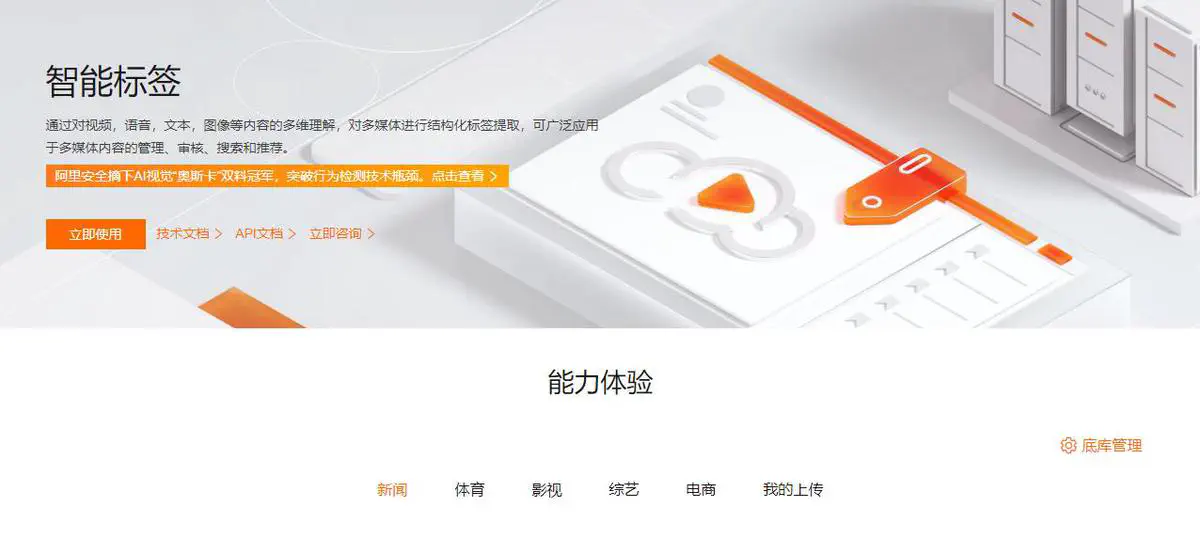 智能标签
通过对视频，语音，文本，图像等内容的多维理解，对多媒体进行结构化标签提取，可广泛应用
于多媒体内容的管理、审核、搜索和推荐。
阿里安全摘下AI视觉“奥斯卡”双料冠军，突破行为检测技术瓶颈。点击查看 >
立即使用 技术文档 > API文档 > 立即咨询 >
能力体验
底库管理
新闻 体育 影视 综艺 电商 我的上传